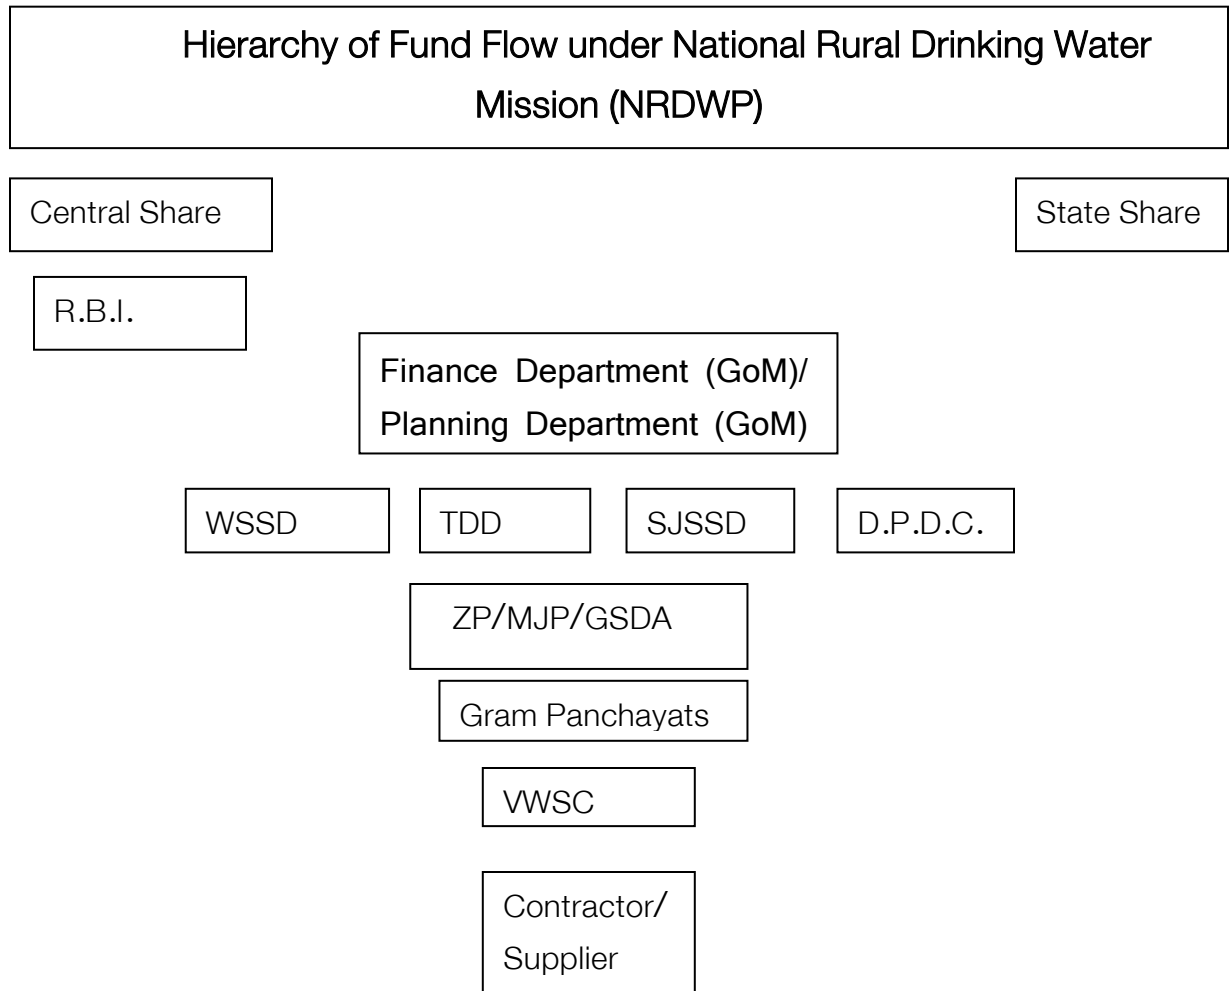 Hierarchy of Fund Flow under National Rural Drinking Water
Mission (NRDWP)
Central Share
State Share
R.B.I.
Finance Department (GoM)/
Planning Department (GoM)
WSSD
TDD
SJSSD
D.P.D.C.
ZP/MJP/GSDA
Gram Panchayats
VWSC
Contractor/
Supplier